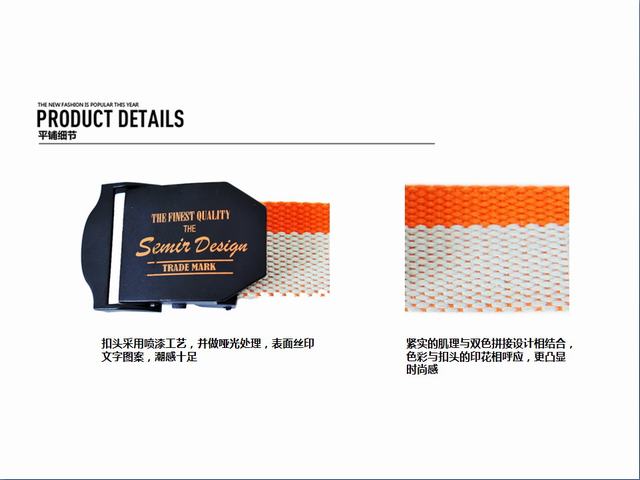 THE NEW FASHION IS POPULAR THIS YEAR
PRODUCT DETAILS
平铺细节
THE FINEST QUALITY
THE
Semir Design
TRADE MARK
扣头采用喷漆工艺，并做哑光处理，表面丝印
文字图案，潮感十足
紧实的肌理与双色拼接设计相结合，
色彩与扣头的印花相呼应，更凸显
时尚感